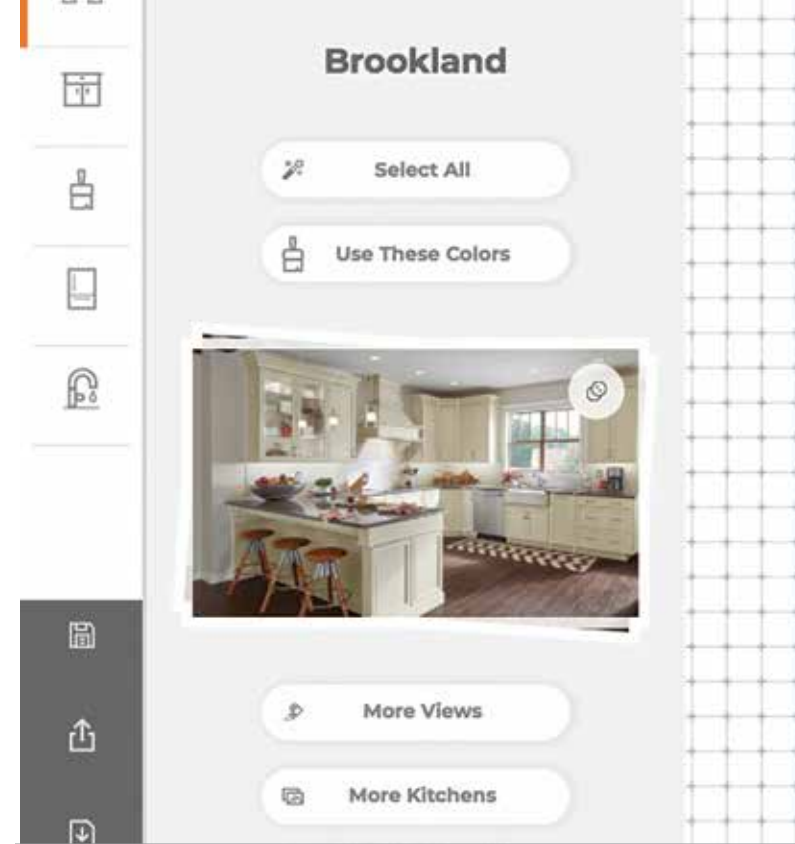 Brookland
Select All
Use These Colors
More Views
More Kitchens